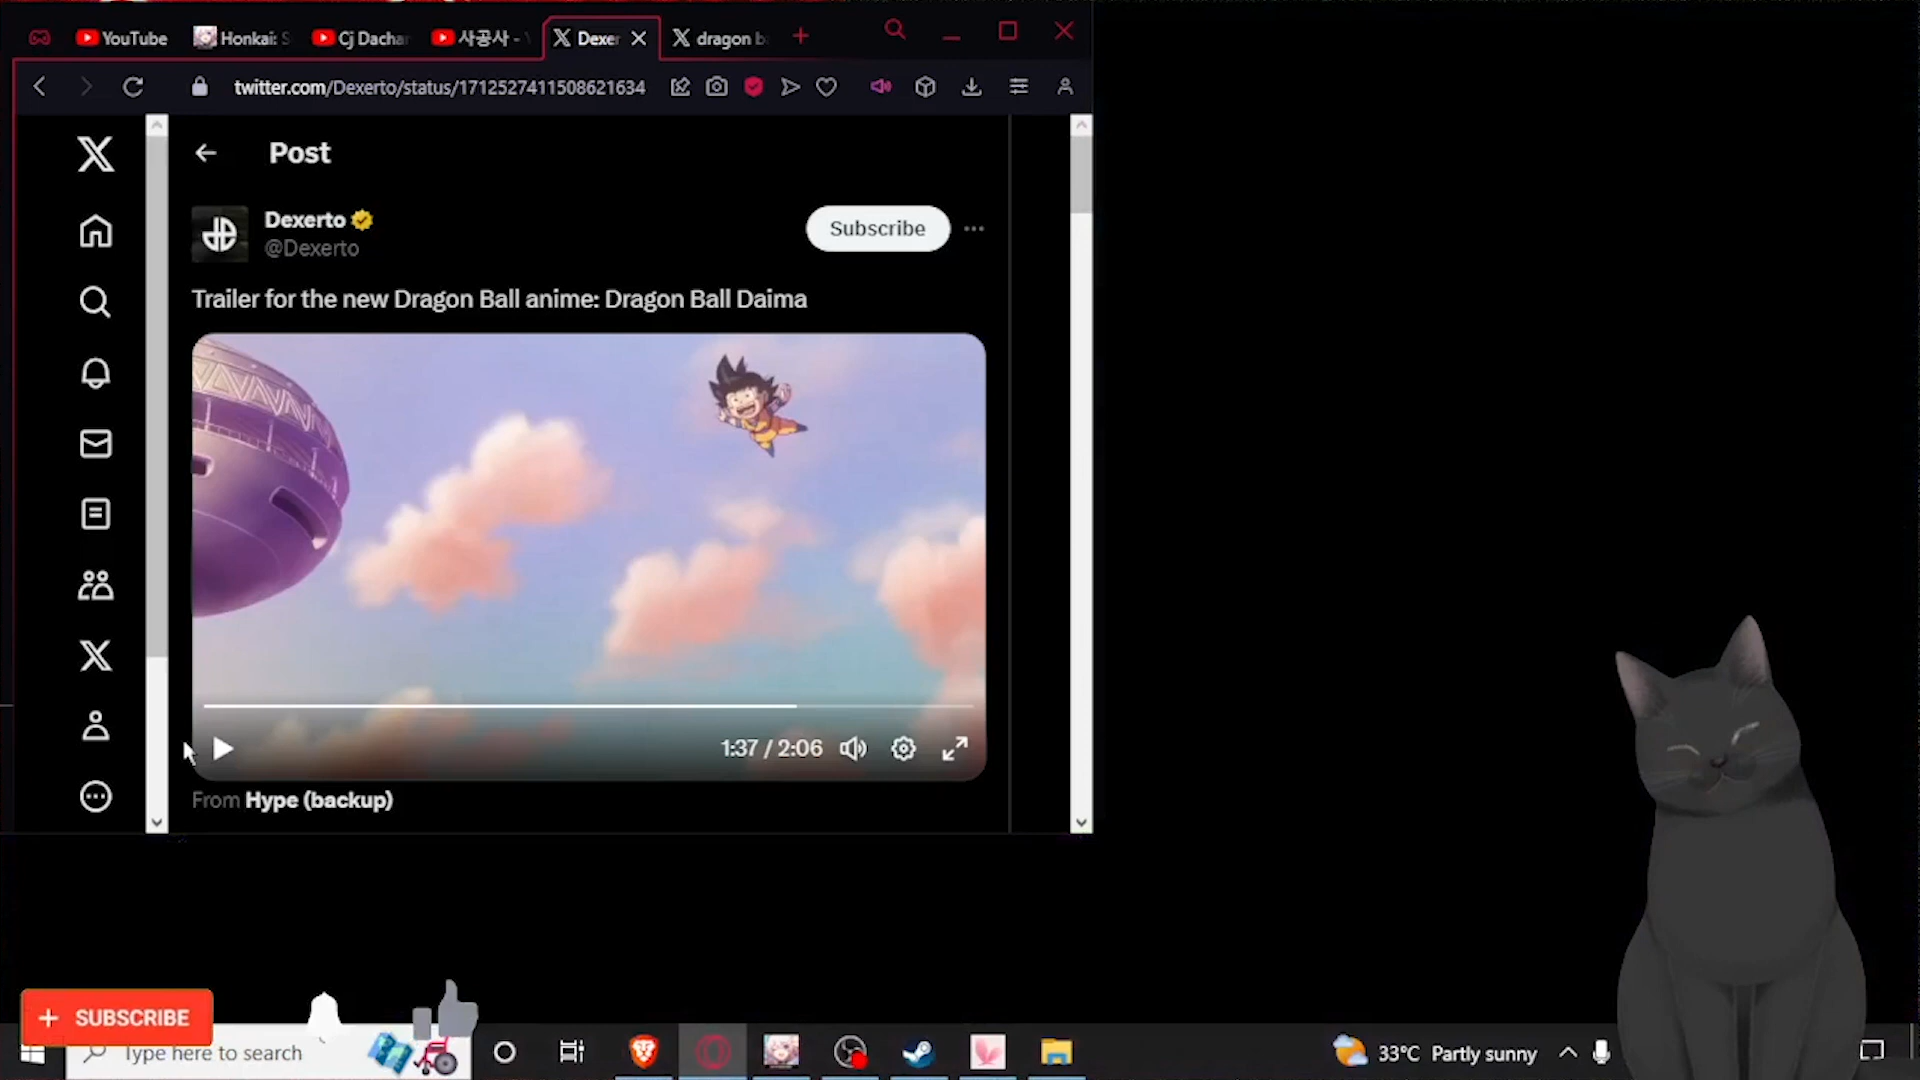 YouTube
Honkai: S
Cj Dachar
사공사 -
Dexer
dragon b
twitter.com/Dexerto/status/1712527411508621634
Post
Dexerto
@Dexerto
Subscribe
Trailer for the new Dragon Ball anime: Dragon Ball Daima
1:37 / 2:06
From Hype (backup)
SUBSCRIBE
Type here to search
33°C Partly sunny